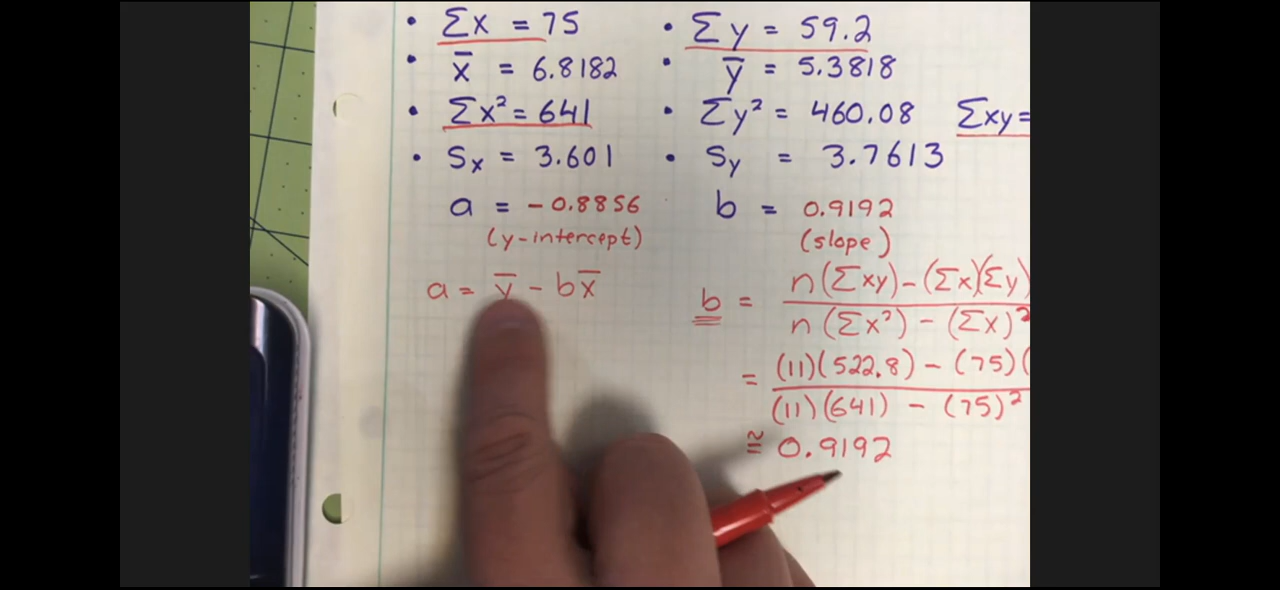 • Σx = 75 • Σy = 59.2
• x̄ = 6.8182 • ȳ = 5.3818
• Σx² = 641 • Σy² = 460.08 Σxy =
• Sx = 3.601 • Sy = 3.7613
a = -0.8856 b = 0.9192
(y-intercept) (slope)
a = ȳ - bx̄ b = n(Σxy) - (Σx)(Σy)
n(Σx²) - (Σx)²
= (11)(522.8) - (75)(
(11)(641) - (75)²
≅ 0.9192